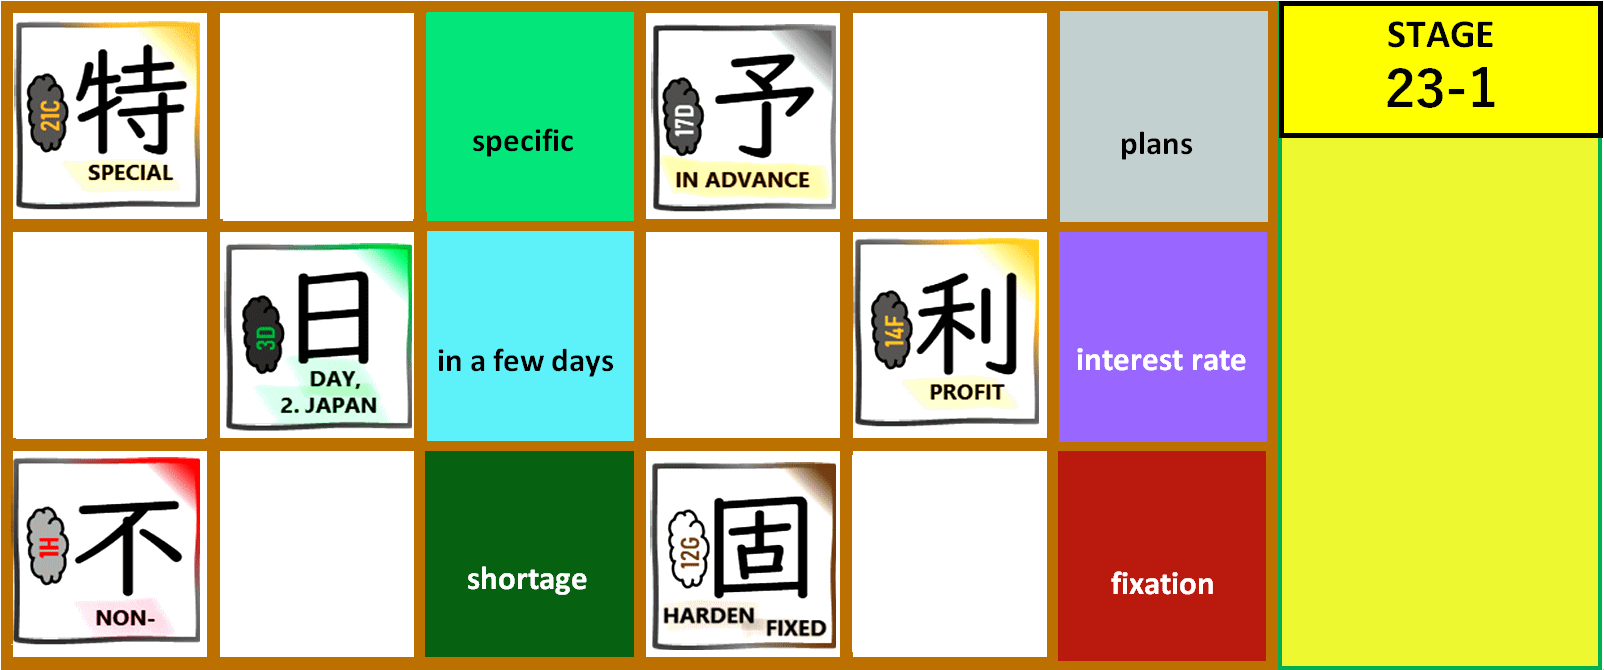 特
21C
SPECIAL
specific
予
17D
IN ADVANCE
plans
STAGE
23-1
日
3D
DAY,
2. JAPAN
in a few days
利
14F
PROFIT
interest rate
不
1H
NON-
shortage
固
12G
HARDEN
FIXED
fixation